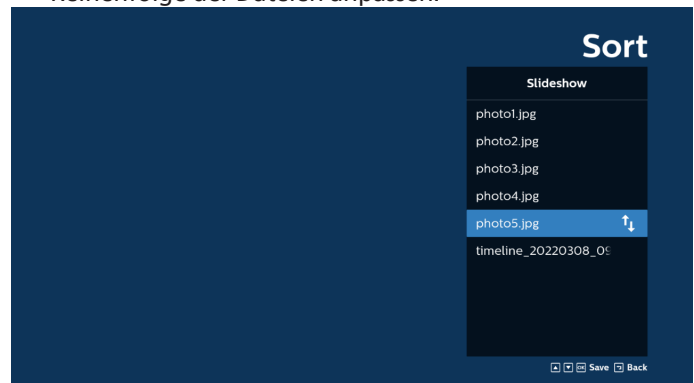 Reihenfolge der Dateien anpassen.
Sort
Slideshow
photo1.jpg
photo2.jpg
photo3.jpg
photo4.jpg
photo5.jpg
timeline_20220308_09
OK Save Back